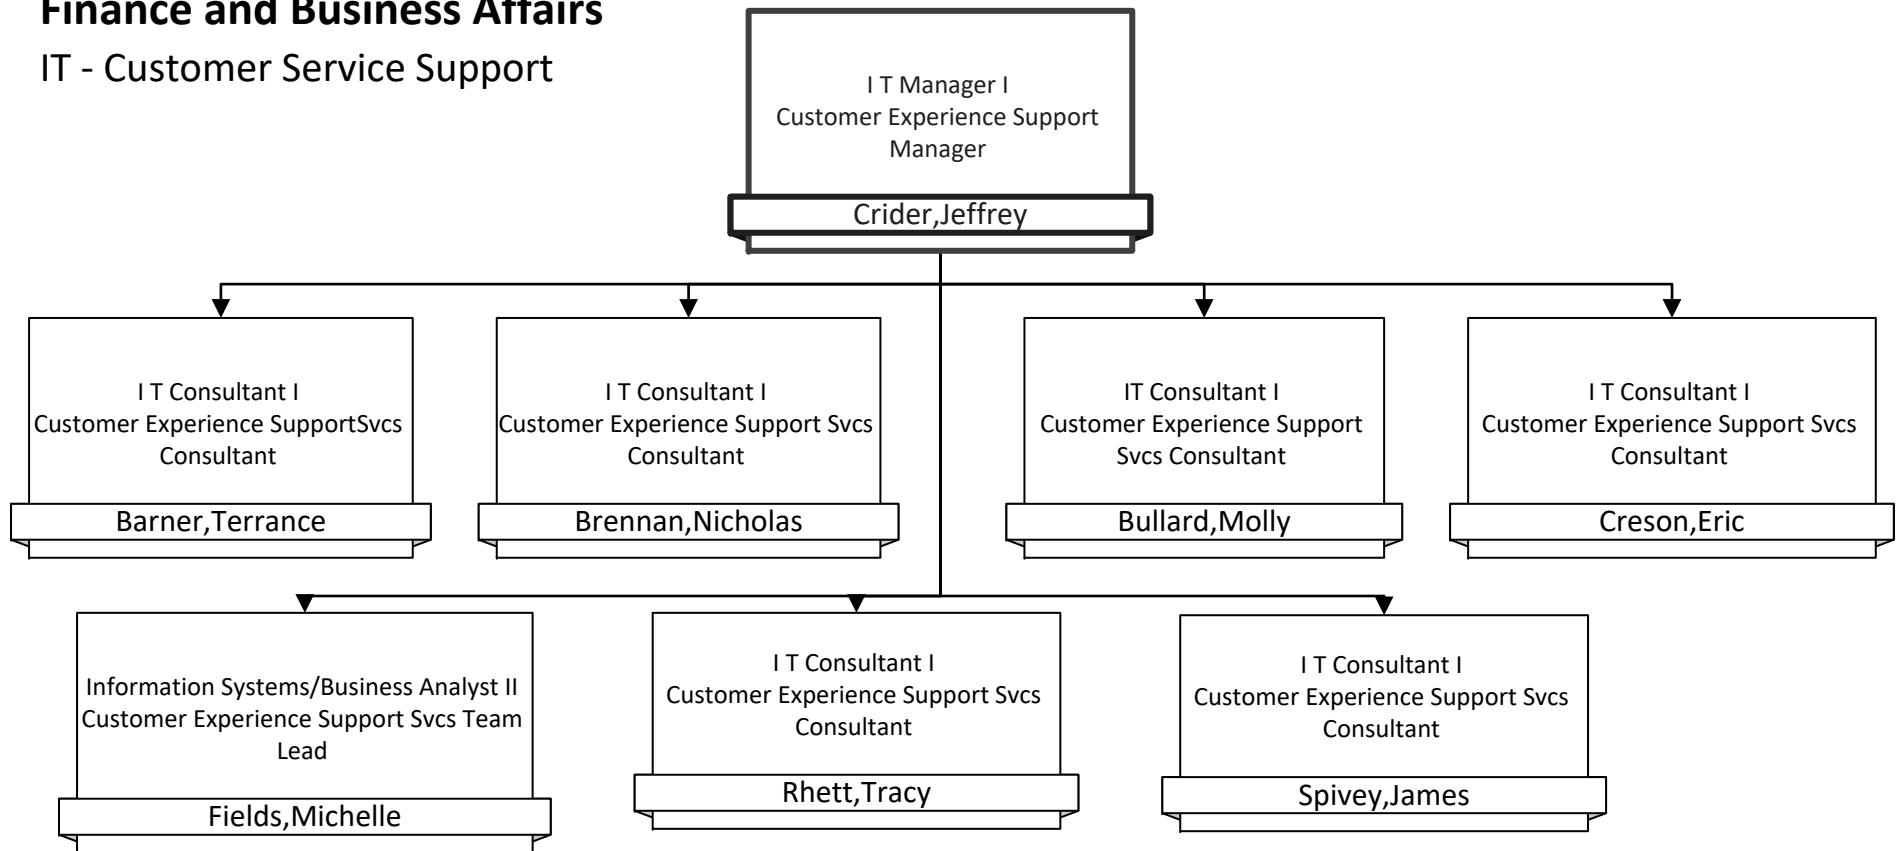 Finance and Business Affairs
IT - Customer Service Support
I T Manager I
Customer Experience Support
Manager
Crider,Jeffrey
I T Consultant I
Customer Experience SupportSvcs
Consultant
Barner,Terrance
I T Consultant I
Customer Experience Support Svcs
Consultant
Brennan,Nicholas
IT Consultant I
Customer Experience Support
Svcs Consultant
Bullard,Molly
I T Consultant I
Customer Experience Support Svcs
Consultant
Creson,Eric
Information Systems/Business Analyst II
Customer Experience Support Svcs Team
Lead
Fields,Michelle
I T Consultant I
Customer Experience Support Svcs
Consultant
Rhett,Tracy
I T Consultant I
Customer Experience Support Svcs
Consultant
Spivey,James